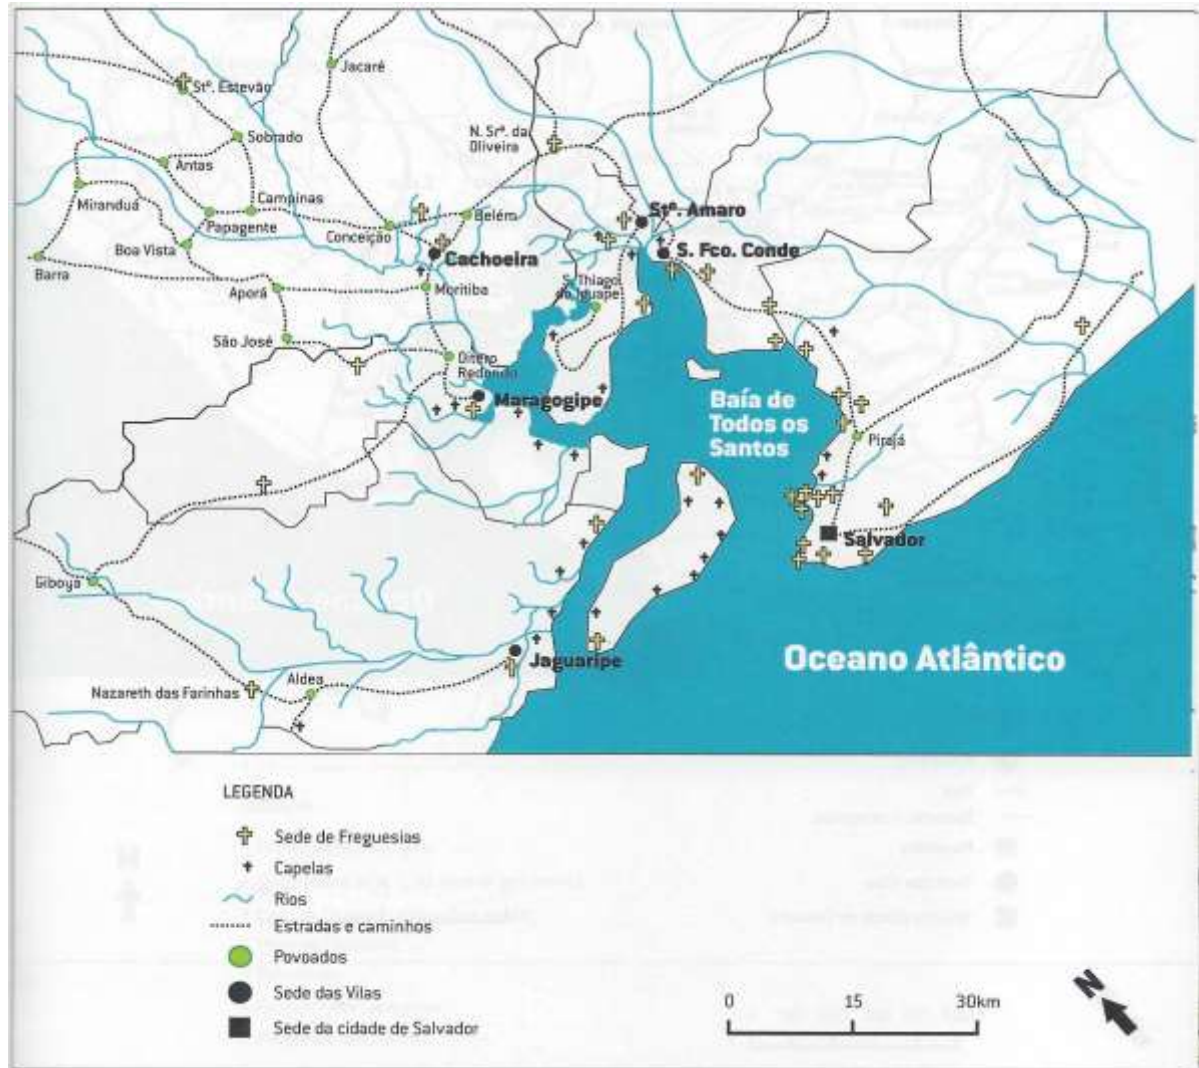 Jacaré
Stº. Estevão
N. Srª. da
Oliveira
Sobrado
Antas
Miranduá
Campinas
Papagente
Belém
Stº. Amaro
Conceição
Boa Vista
Cachoeira
S. Fco. Conde
Barra
S. Thiago
do Iguape
Aporá
Moritiba
São José
Oitero
Redondo
Maragogipe
Baía de
Todos os
Santos
Pirajá
Salvador
Giboya
Jaguaripe
Oceano Atlântico
Nazareth das Farinhas
Aldea
LEGENDA
Sede de Freguesias
Capelas
Rios
Estradas e caminhos
Povoados
Sede das Vilas
Sede da cidade de Salvador
0 15 30km
N